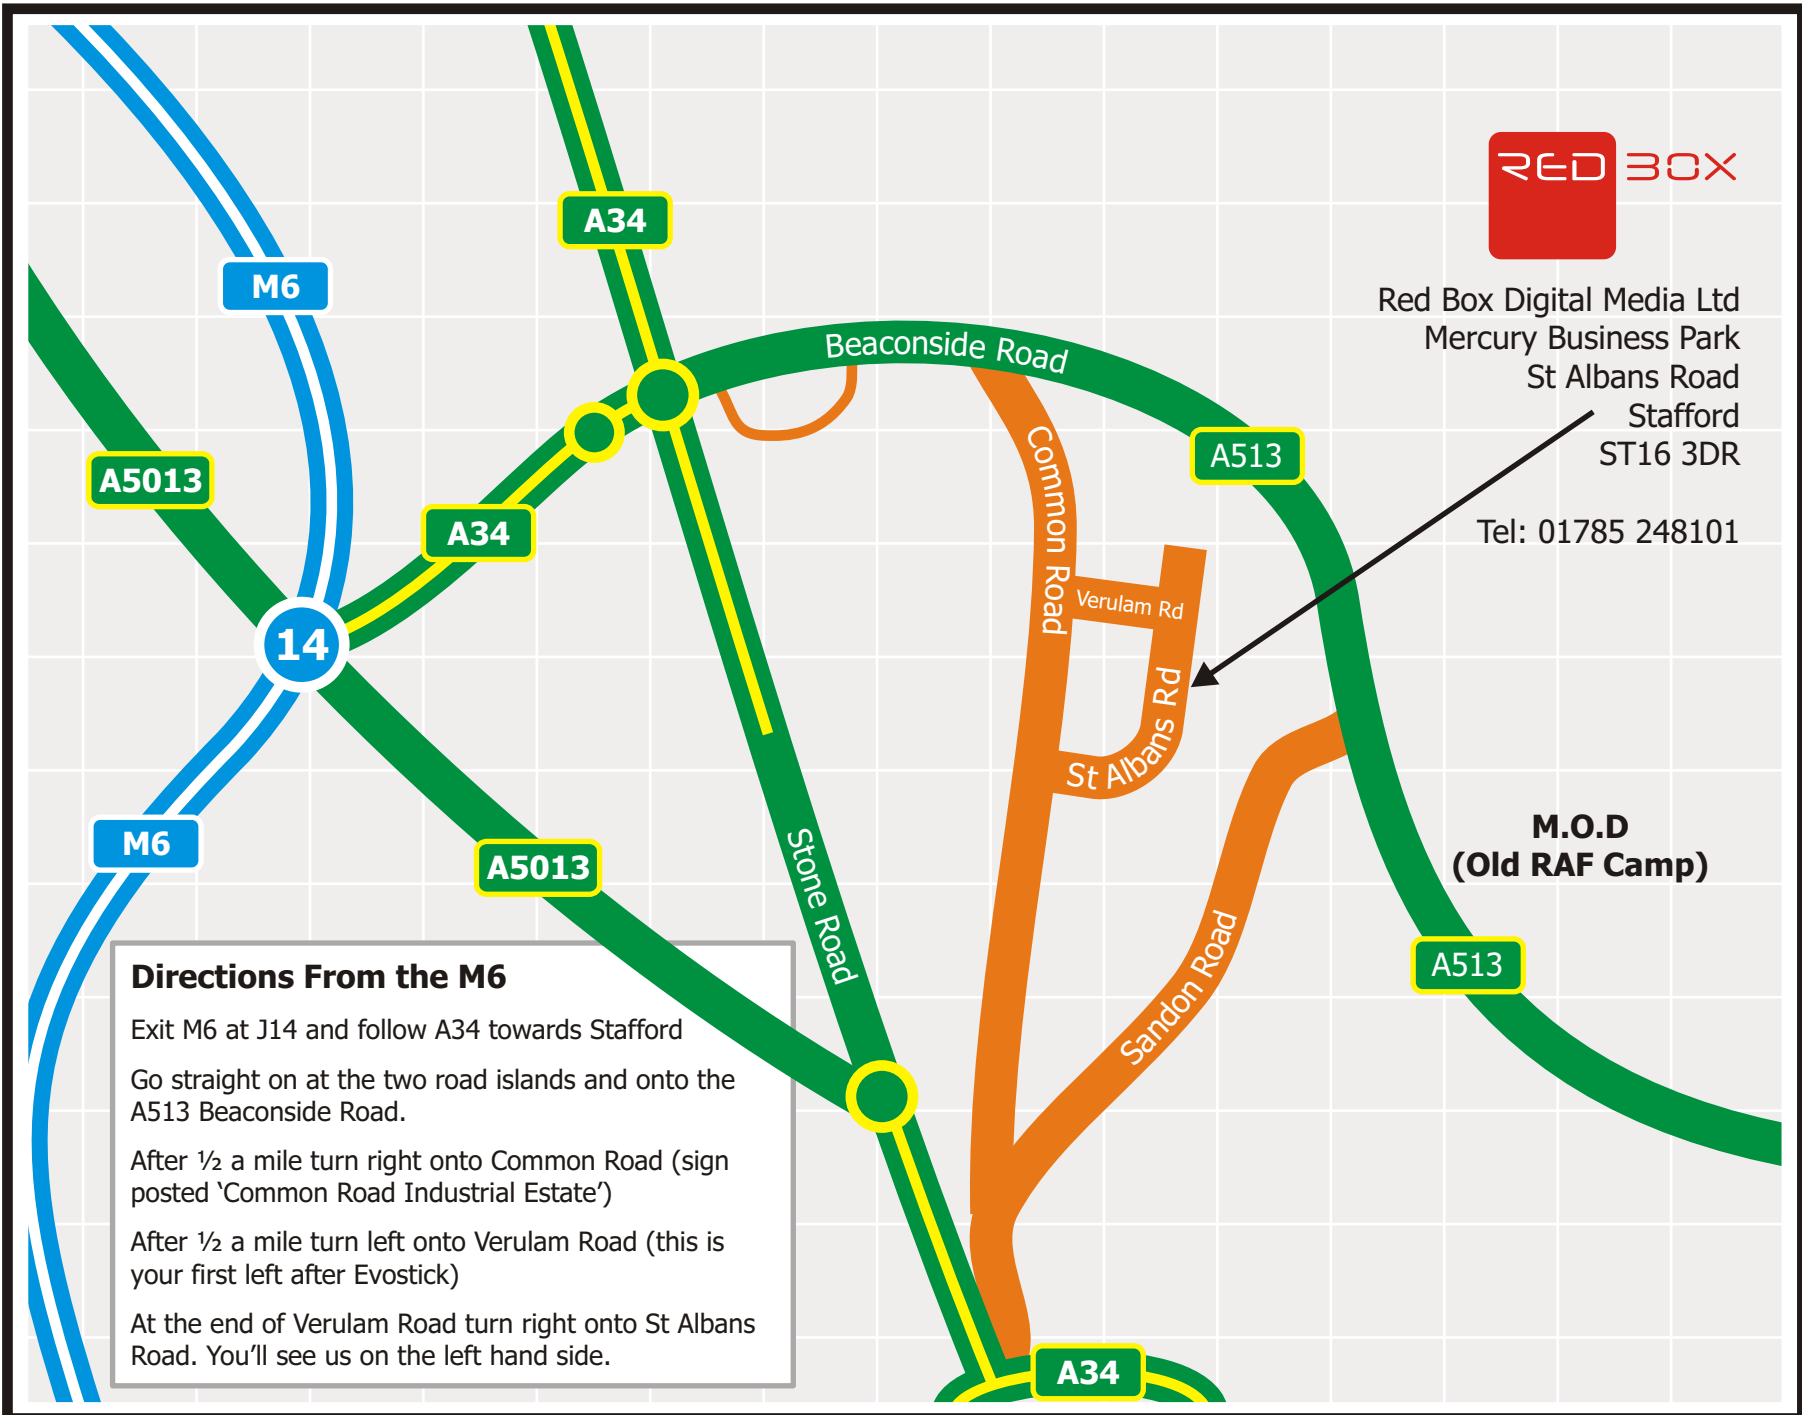 A34
RED BOX
M6
Red Box Digital Media Ltd
Mercury Business Park
St Albans Road
Stafford
ST16 3DR
Tel: 01785 248101
Beaconside Road
A513
A5013
A34
Common Road
Verulam Rd
14
St Albans Rd
M6
A5013
Stone Road
M.O.D
(Old RAF Camp)
Sandon Road
A513
Directions From the M6
Exit M6 at J14 and follow A34 towards Stafford
Go straight on at the two road islands and onto the
A513 Beaconside Road.
After ½ a mile turn right onto Common Road (sign
posted ‘Common Road Industrial Estate’)
After ½ a mile turn left onto Verulam Road (this is
your first left after Evostick)
At the end of Verulam Road turn right onto St Albans
Road. You’ll see us on the left hand side.
A34